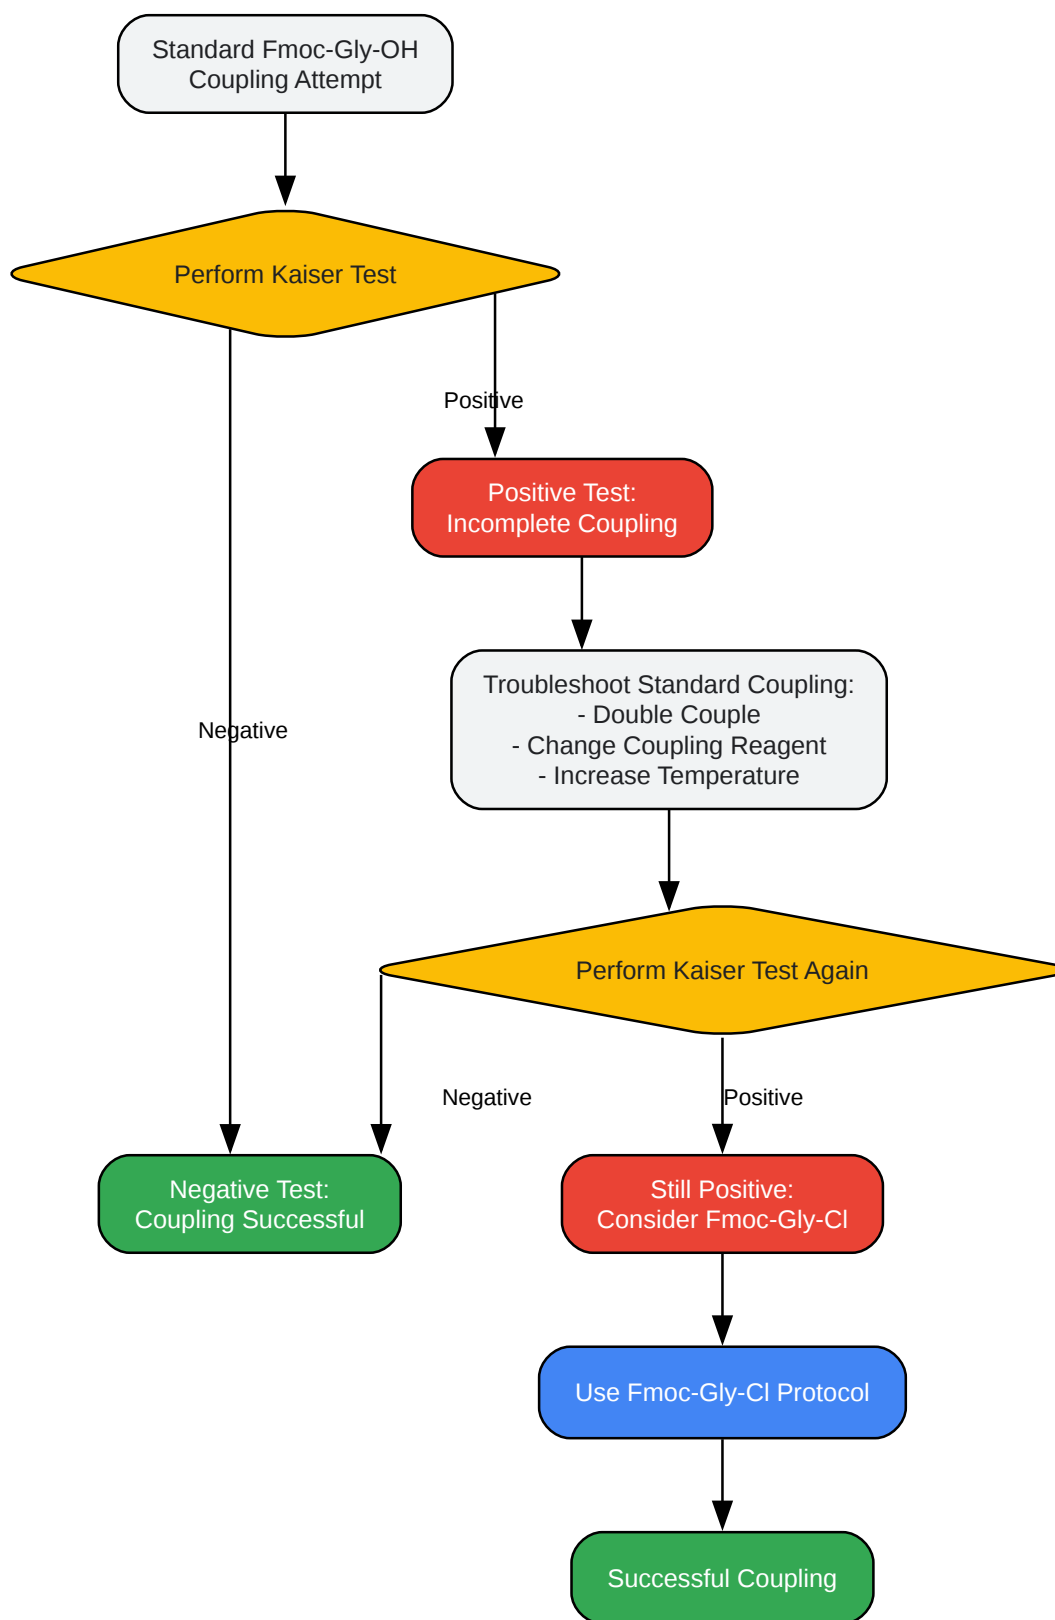 Standard Fmoc-Gly-OH
Coupling Attempt
Perform Kaiser Test
Positive
Positive Test:
Incomplete Coupling
Troubleshoot Standard Coupling:
- Double Couple
- Change Coupling Reagent
- Increase Temperature
Negative
Perform Kaiser Test Again
Negative
Positive
Negative Test:
Coupling Successful
Still Positive:
Consider Fmoc-Gly-Cl
Use Fmoc-Gly-Cl Protocol
Successful Coupling